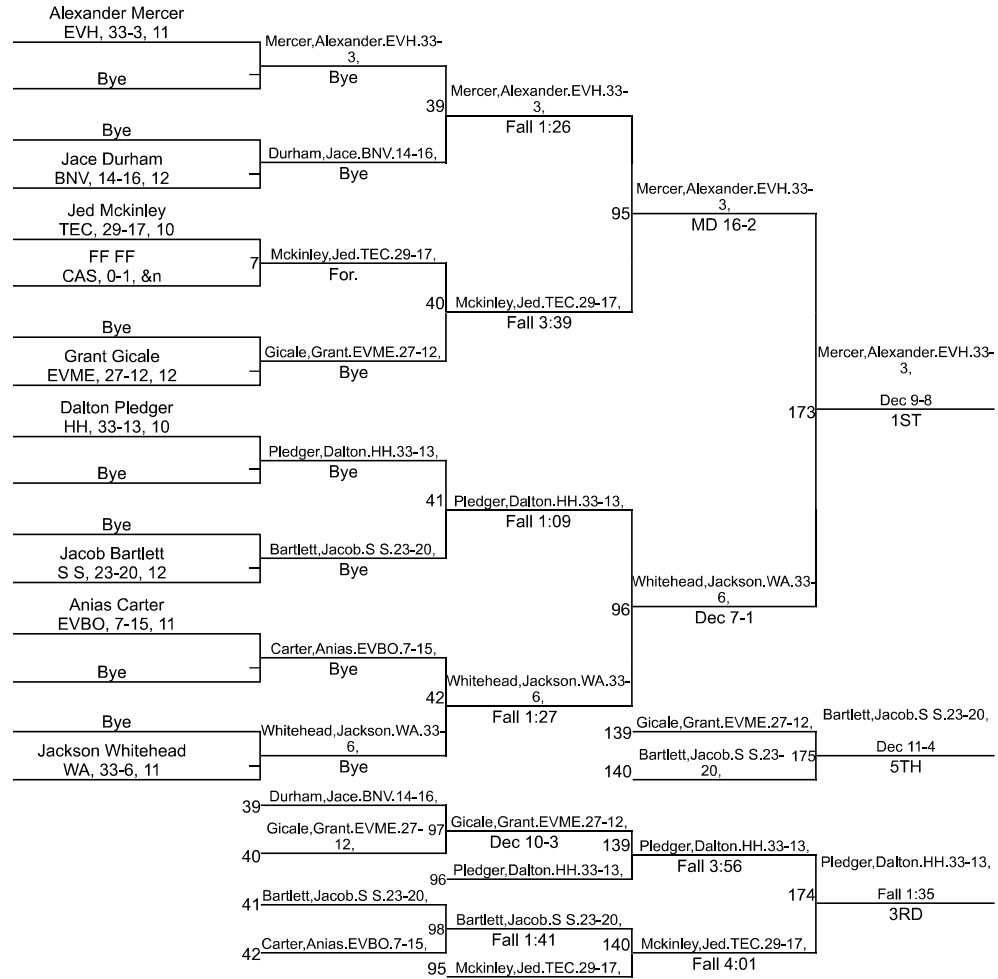 Alexander Mercer
EVH, 33-3, 11
Bye
Bye
Jace Durham
BNV, 14-16, 12
Jed Mckinley
TEC, 29-17, 10
FF FF
CAS, 0-1, &n
7
Bye
Grant Gicale
EVME, 27-12, 12
Dalton Pledger
HH, 33-13, 10
Bye
Bye
Jacob Bartlett
S S, 23-20, 12
Anias Carter
EVBO, 7-15, 11
Bye
Bye
Jackson Whitehead
WA, 33-6, 11
Mercer,Alexander.EVH.33-
3,
Bye
39
Durham,Jace.BNV.14-16,
Bye
Mckinley,Jed.TEC.29-17,
For.
40
Gicale,Grant.EVME.27-12,
Bye
Pledger,Dalton.HH.33-13,
Bye
41
Bartlett,Jacob.S S.23-20,
Bye
Carter,Anias.EVBO.7-15,
Bye
42
Whitehead,Jackson.WA.33-
6,
Bye
Mercer,Alexander.EVH.33-
3,
Fall 1:26
95
Mckinley,Jed.TEC.29-17,
Fall 3:39
Pledger,Dalton.HH.33-13,
Fall 1:09
96
Whitehead,Jackson.WA.33-
6,
Fall 1:27
Mercer,Alexander.EVH.33-
3,
MD 16-2
173
Whitehead,Jackson.WA.33-
6,
Dec 7-1
Mercer,Alexander.EVH.33-
3,
Dec 9-8
1ST
139
Gicale,Grant.EVME.27-12,
140
Bartlett,Jacob.S S.23-
20,
175
Bartlett,Jacob.S S.23-20,
Dec 11-4
5TH
39
Durham,Jace.BNV.14-16,
40
Gicale,Grant.EVME.27-
12,
97
Gicale,Grant.EVME.27-12,
Dec 10-3
139
96
Pledger,Dalton.HH.33-13,
Pledger,Dalton.HH.33-13,
Fall 3:56
41
Bartlett,Jacob.S S.23-20,
42
Carter,Anias.EVBO.7-15,
98
Bartlett,Jacob.S S.23-20,
Fall 1:41
140
95
Mckinley,Jed.TEC.29-17,
Mckinley,Jed.TEC.29-17,
Fall 4:01
174
Pledger,Dalton.HH.33-13,
Fall 1:35
3RD